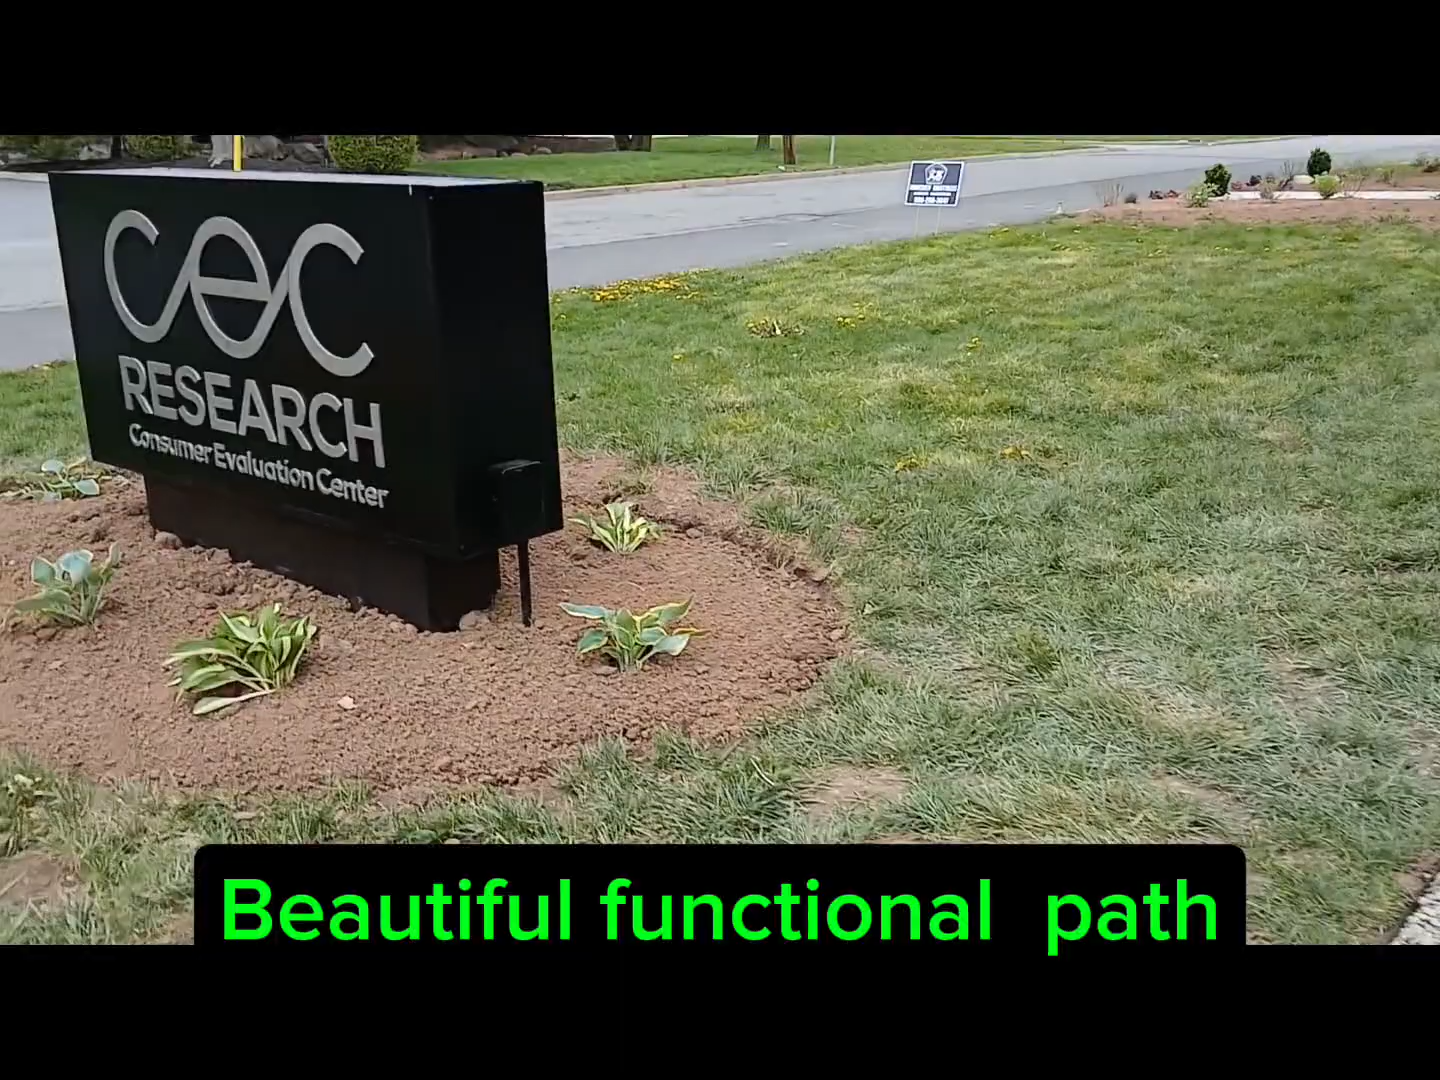 cec
RESEARCH
Consumer Evaluation Center
Beautiful functional path